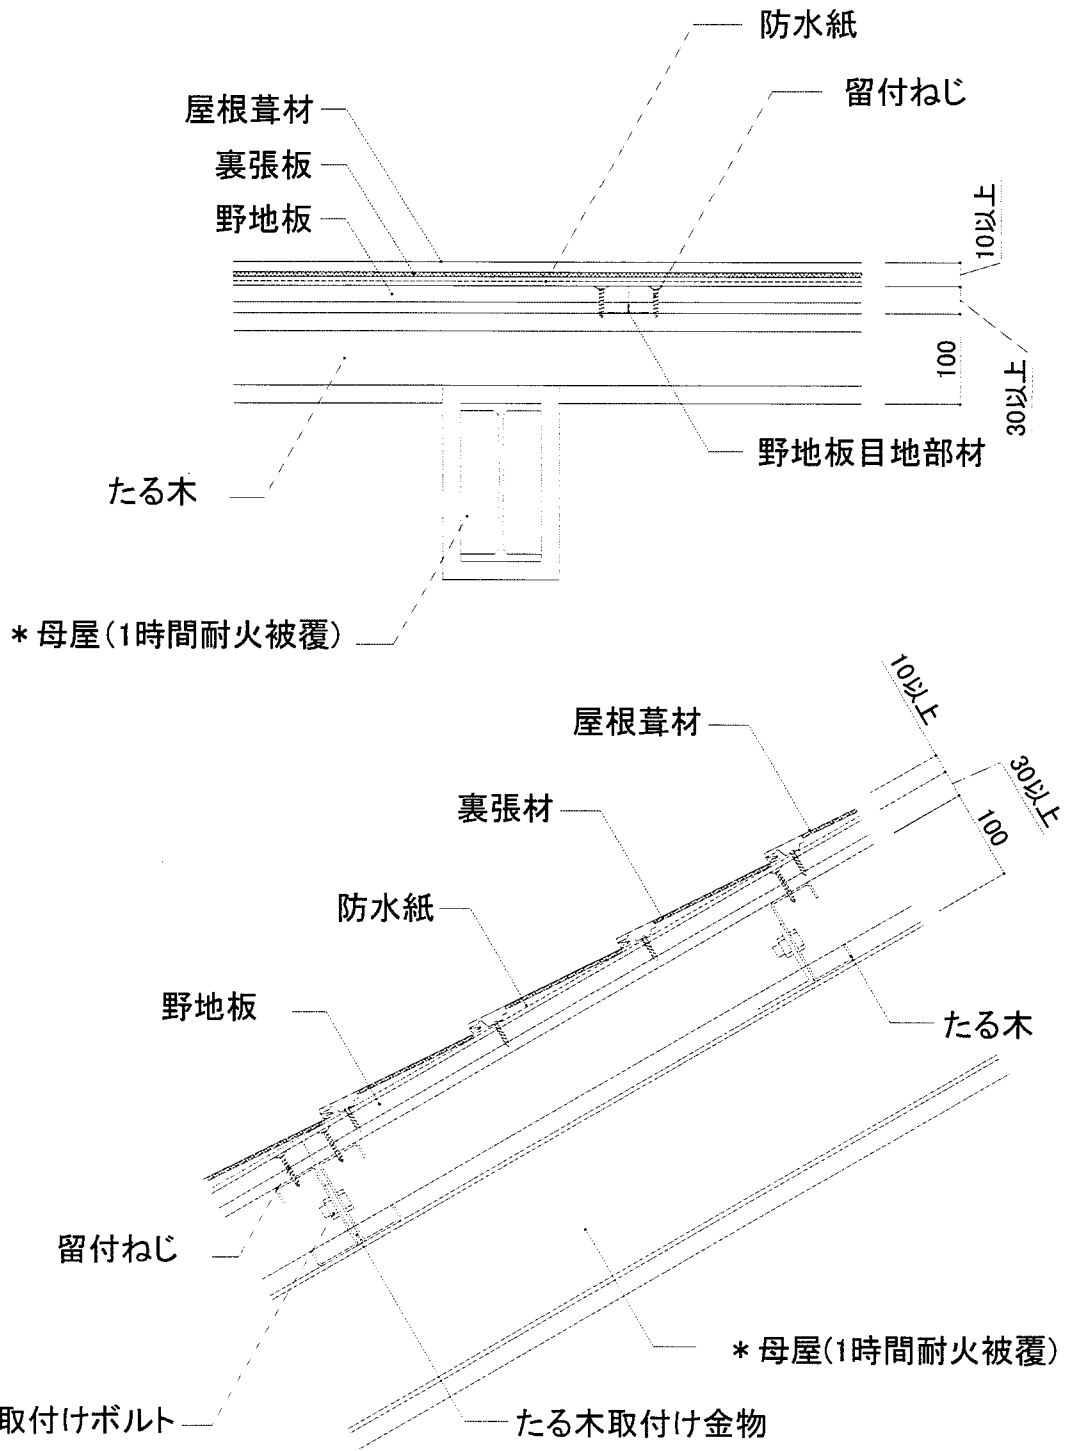 防水紙
留付ねじ
屋根葺材
裏張板
野地板
10以上
100
30以上
野地板目地部材
たる木
*母屋(1時間耐火被覆)
10以上
屋根葺材
30以上
裏張材
100
防水紙
野地板
たる木
留付ねじ
*母屋(1時間耐火被覆)
取付けボルト
たる木取付け金物